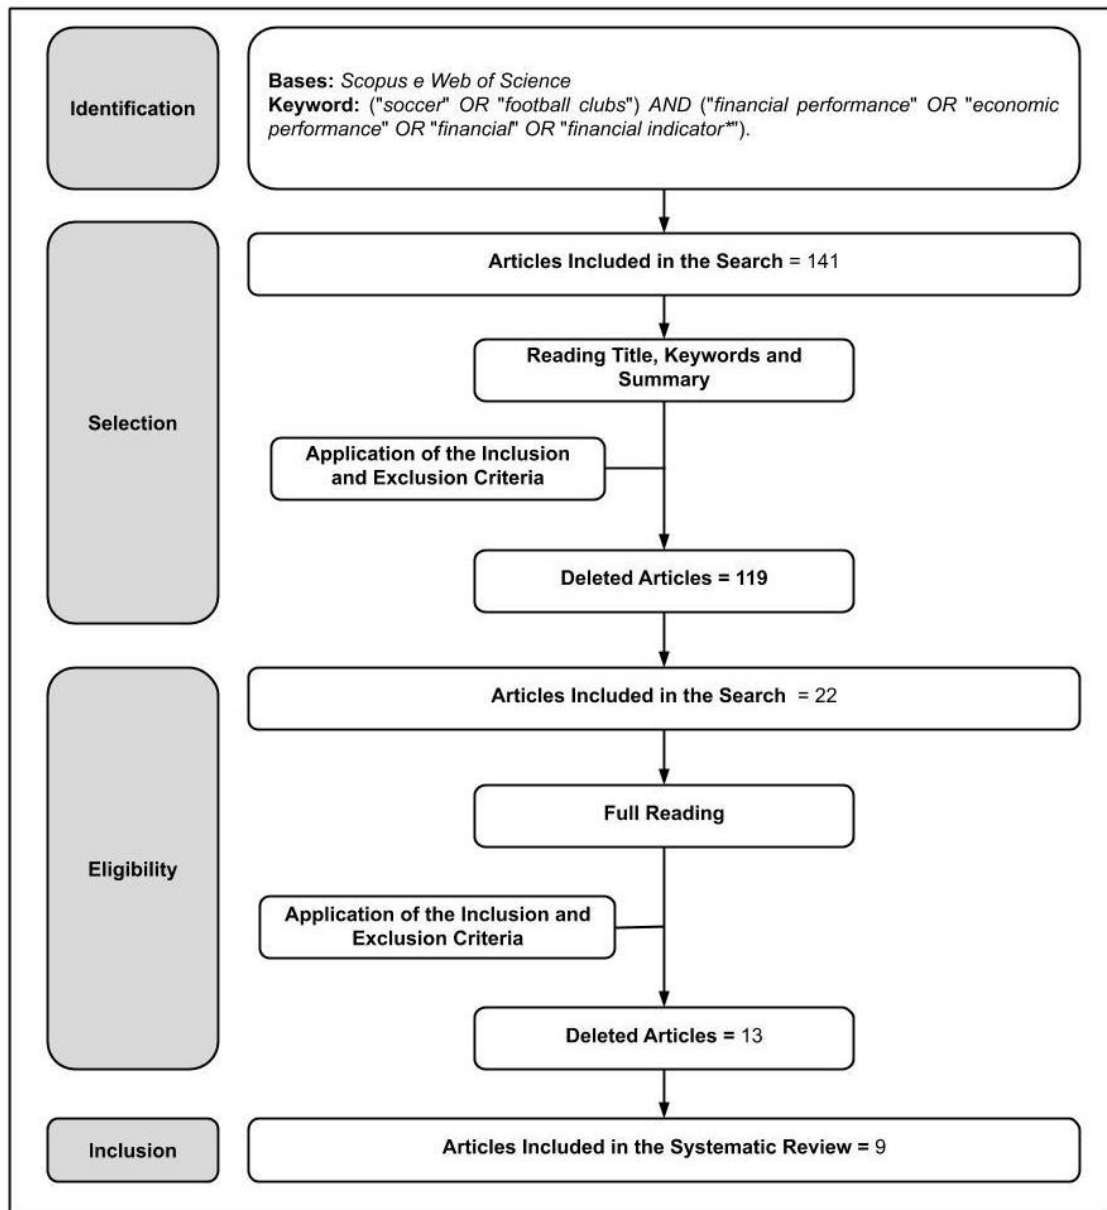 Identification
Bases: Scopus e Web of Science
Keyword: ("soccer" OR "football clubs") AND ("financial performance" OR "economic
performance" OR "financial" OR "financial indicator*").
Selection
Articles Included in the Search = 141
Reading Title, Keywords and
Summary
Application of the Inclusion
and Exclusion Criteria
Deleted Articles = 119
Eligibility
Articles Included in the Search = 22
Full Reading
Application of the Inclusion and
Exclusion Criteria
Deleted Articles = 13
Inclusion
Articles Included in the Systematic Review = 9